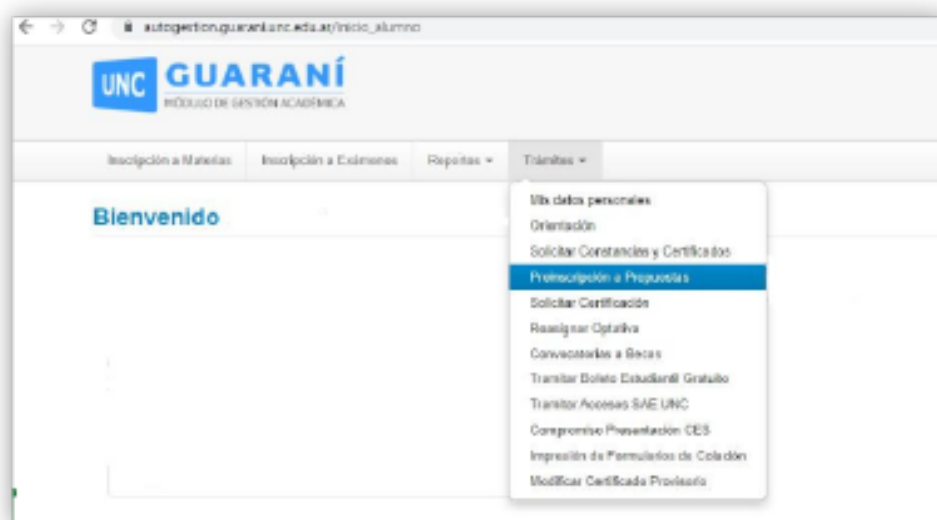 autogestion.guarani.unc.edu.ar/inicio_alumno
UNC GUARANÍ
MÓDULO DE GESTIÓN ACADÉMICA
Inscripción a Materias Inscripción a Exámenes Reportes Trámites
Bienvenido
Mis datos personales
Orientación
Solicitar Constancias y Certificados
Preinscripción a Propuestas
Solicitar Certificación
Reasignar Optativa
Convocatorias a Becas
Tramitar Boleto Estudiantil Gratuito
Tramitar Accesos SAE UNC
Compromiso Presentación CES
Impresión de Formularios de Colación
Modificar Certificado Provisorio